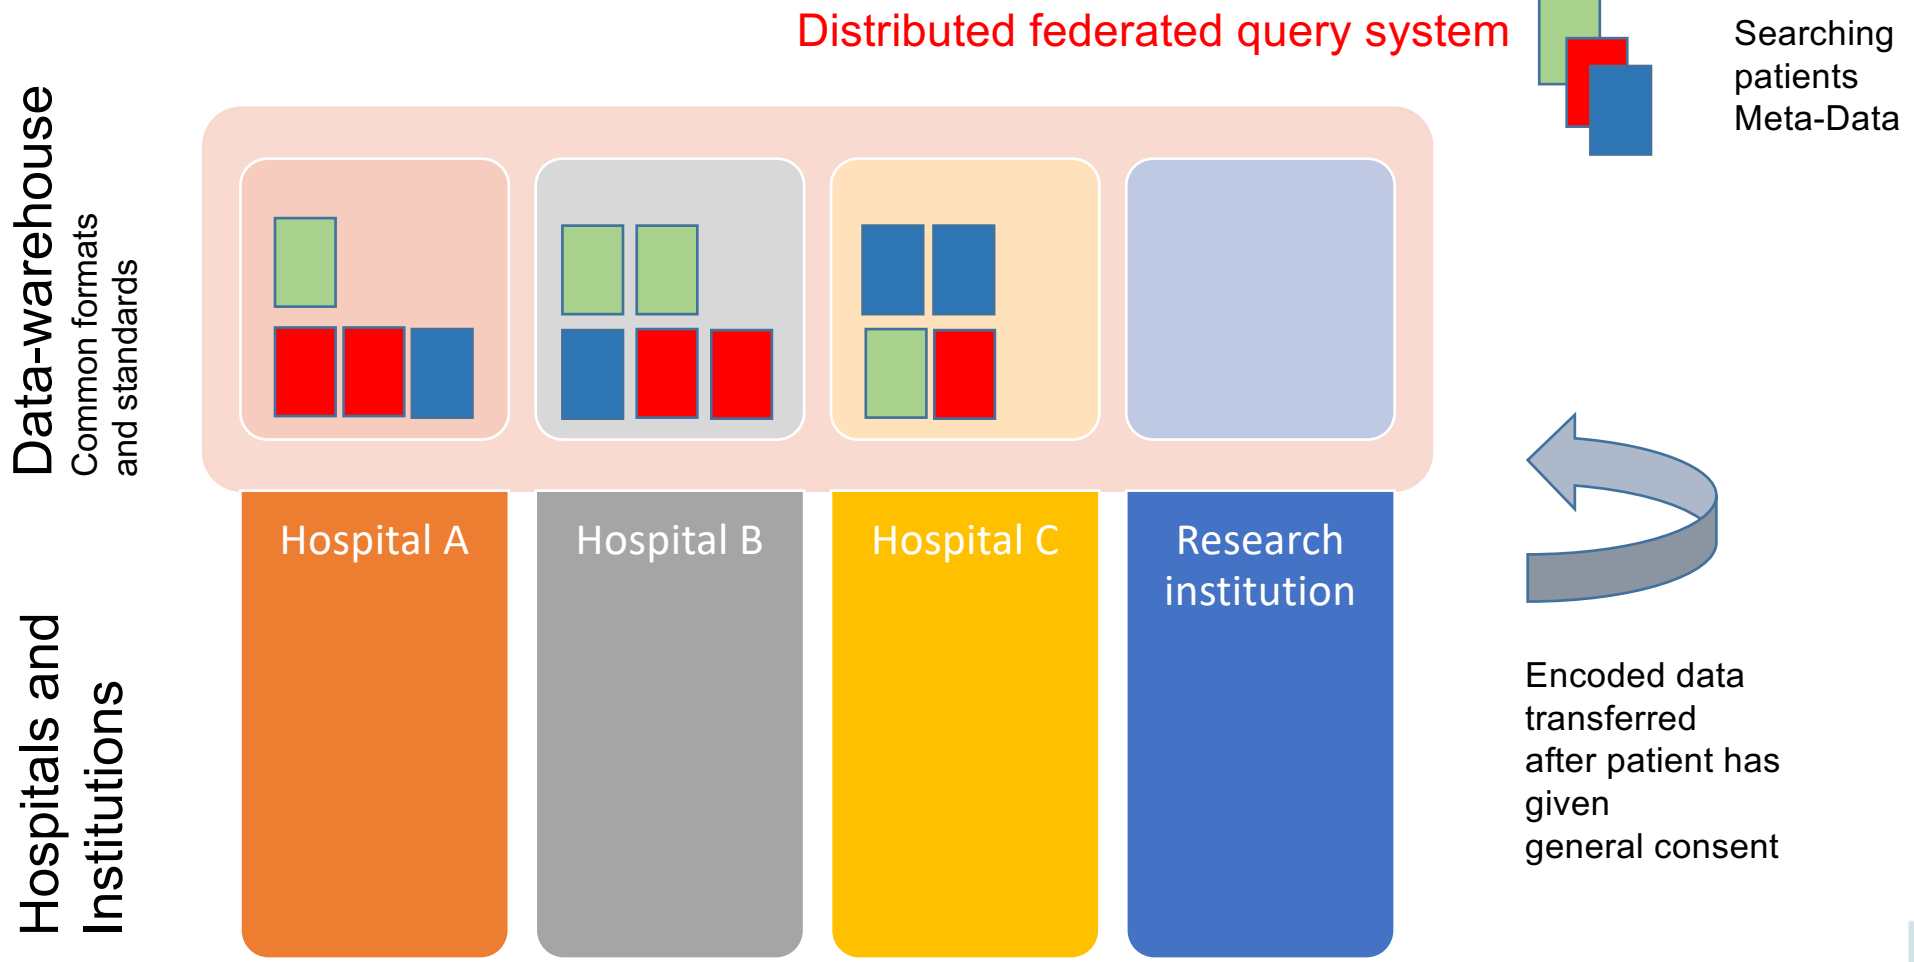 Distributed federated query system
Searching
patients
Meta-Data
Data-warehouse
Common formats
and standards
Hospital A
Hospital B
Hospital C
Research
institution
Hospitals and
Institutions
Encoded data
transferred
after patient has
given
general consent